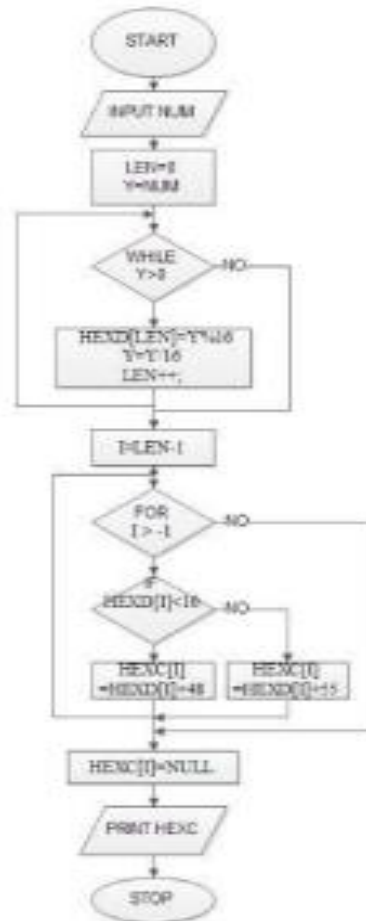 START
INPUT NUM
LEN=0
Y=NUM
WHILE
Y>0
NO
HEXD[LEN]=Y%16
Y=Y/16
LEN++;
I=LEN-1
FOR
I > -1
NO
IF
HEXD[I]<10
NO
HEXC[I]
=HEXD[I]+48
HEXC[I]
=HEXD[I]+55
HEXC[I]=NULL
PRINT HEXC
STOP